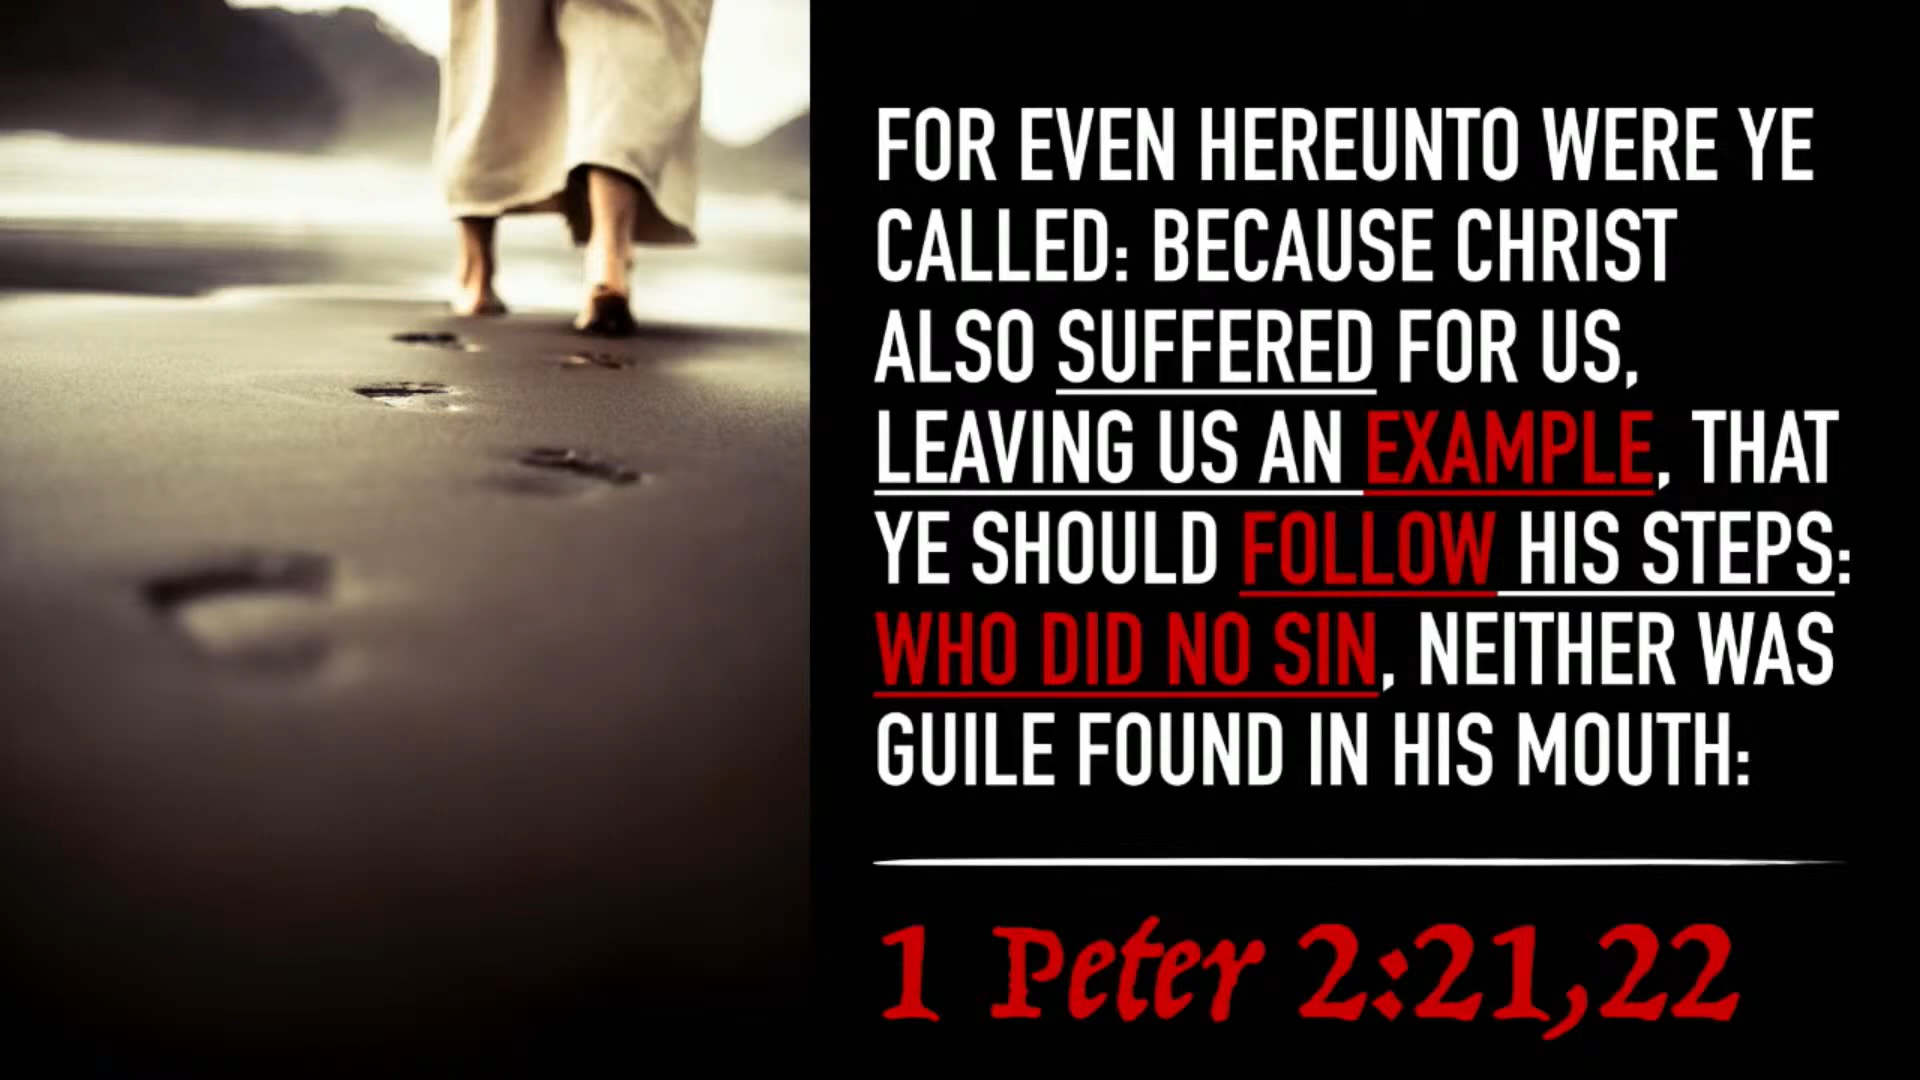 FOR EVEN HEREUNTO WERE YE
CALLED: BECAUSE CHRIST
ALSO SUFFERED FOR US,
LEAVING US AN EXAMPLE, THAT
YE SHOULD FOLLOW HIS STEPS:
WHO DID NO SIN, NEITHER WAS
GUILE FOUND IN HIS MOUTH:
1 Peter 2:21,22